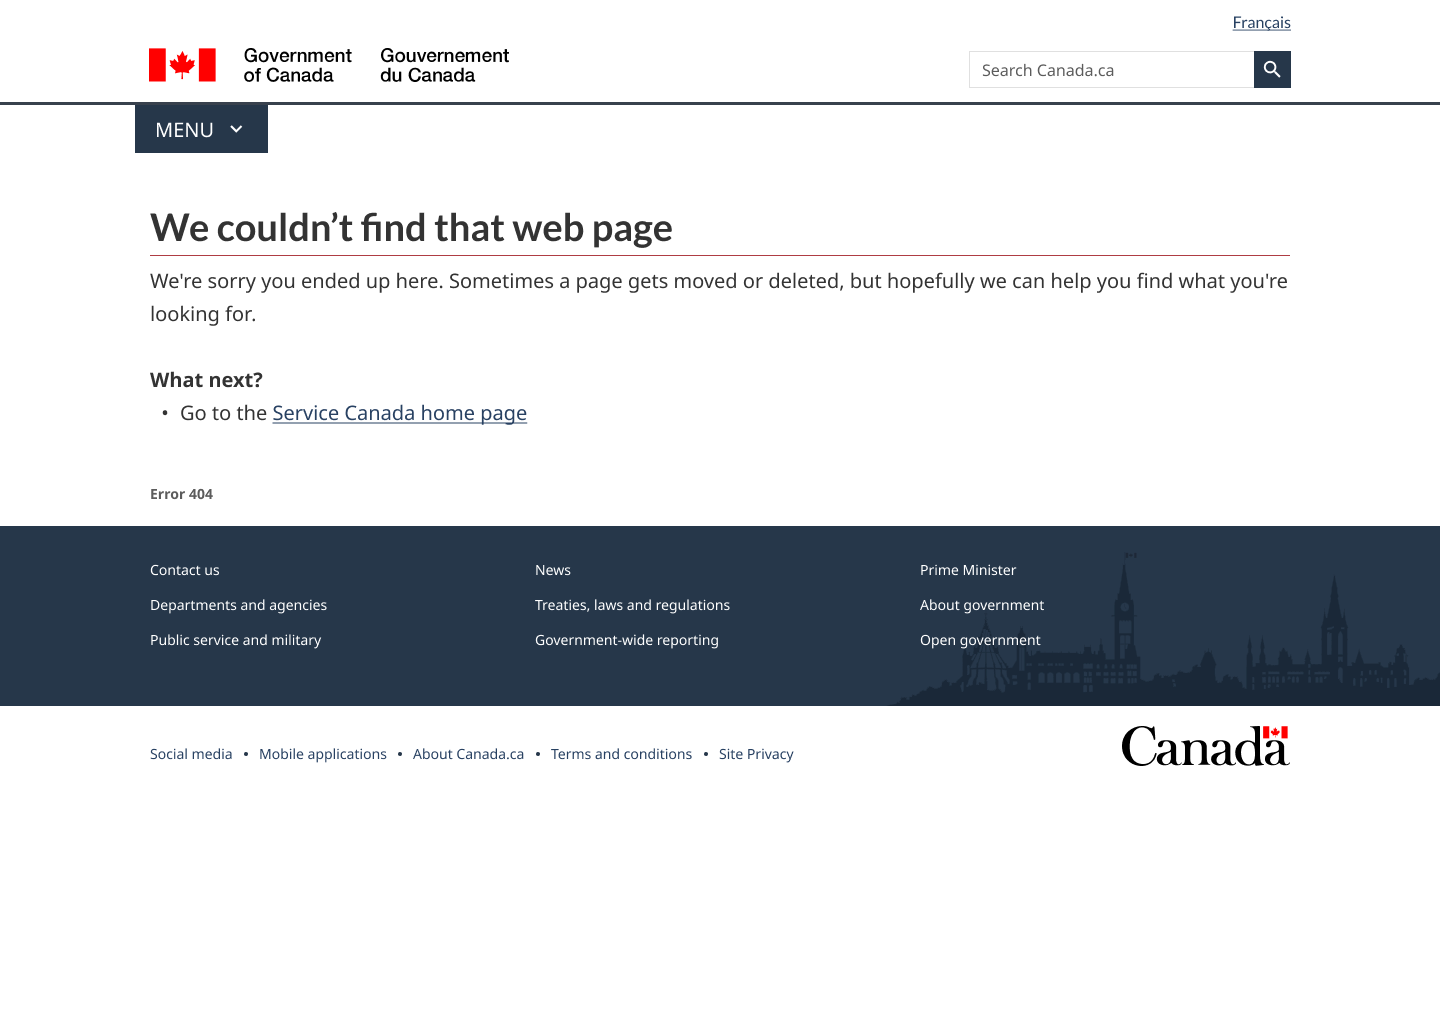 Français
Government
of Canada
Gouvernement
du Canada
Search Canada.ca
MENU
We couldn’t find that web page
We're sorry you ended up here. Sometimes a page gets moved or deleted, but hopefully we can help you find what you're
looking for.
What next?
• Go to the Service Canada home page
Error 404
Contact us
News
Prime Minister
Departments and agencies
Treaties, laws and regulations
About government
Public service and military
Government-wide reporting
Open government
Social media • Mobile applications • About Canada.ca • Terms and conditions • Site Privacy
Canada